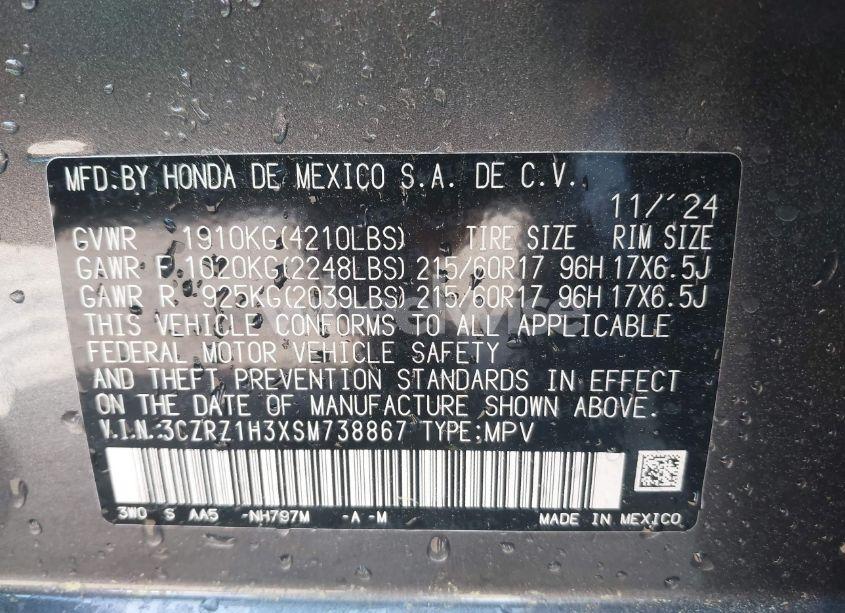 MFD.BY HONDA DE MEXICO S.A. DE C.V.
11/'24
GVWR 1910KG(4210LBS) TIRE SIZE RIM SIZE
GAWR F 1020KG(2248LBS) 215/60R17 96H 17X6.5J
GAWR R 925KG(2039LBS) 215/60R17 96H 17X6.5J
THIS VEHICLE CONFORMS TO ALL APPLICABLE
FEDERAL MOTOR VEHICLE SAFETY
AND THEFT PREVENTION STANDARDS IN EFFECT
ON THE DATE OF MANUFACTURE SHOWN ABOVE.
V.I.N.:3CZRZ1H3XSM738867 TYPE:MPV
3W0 S AA5 -NH797M -A -M MADE IN MEXICO